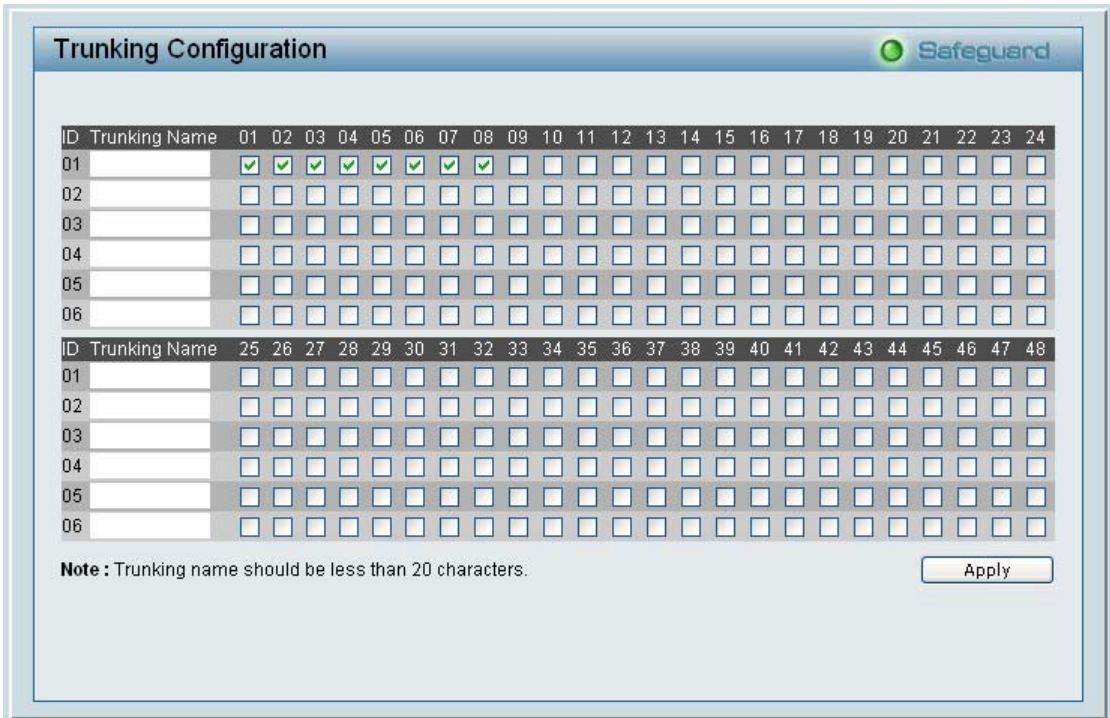 Trunking Configuration
Safeguard
ID Trunking Name 01 02 03 04 05 06 07 08 09 10 11 12 13 14 15 16 17 18 19 20 21 22 23 24
01
02
03
04
05
06
ID Trunking Name 25 26 27 28 29 30 31 32 33 34 35 36 37 38 39 40 41 42 43 44 45 46 47 48
01
02
03
04
05
06
Note : Trunking name should be less than 20 characters.
Apply